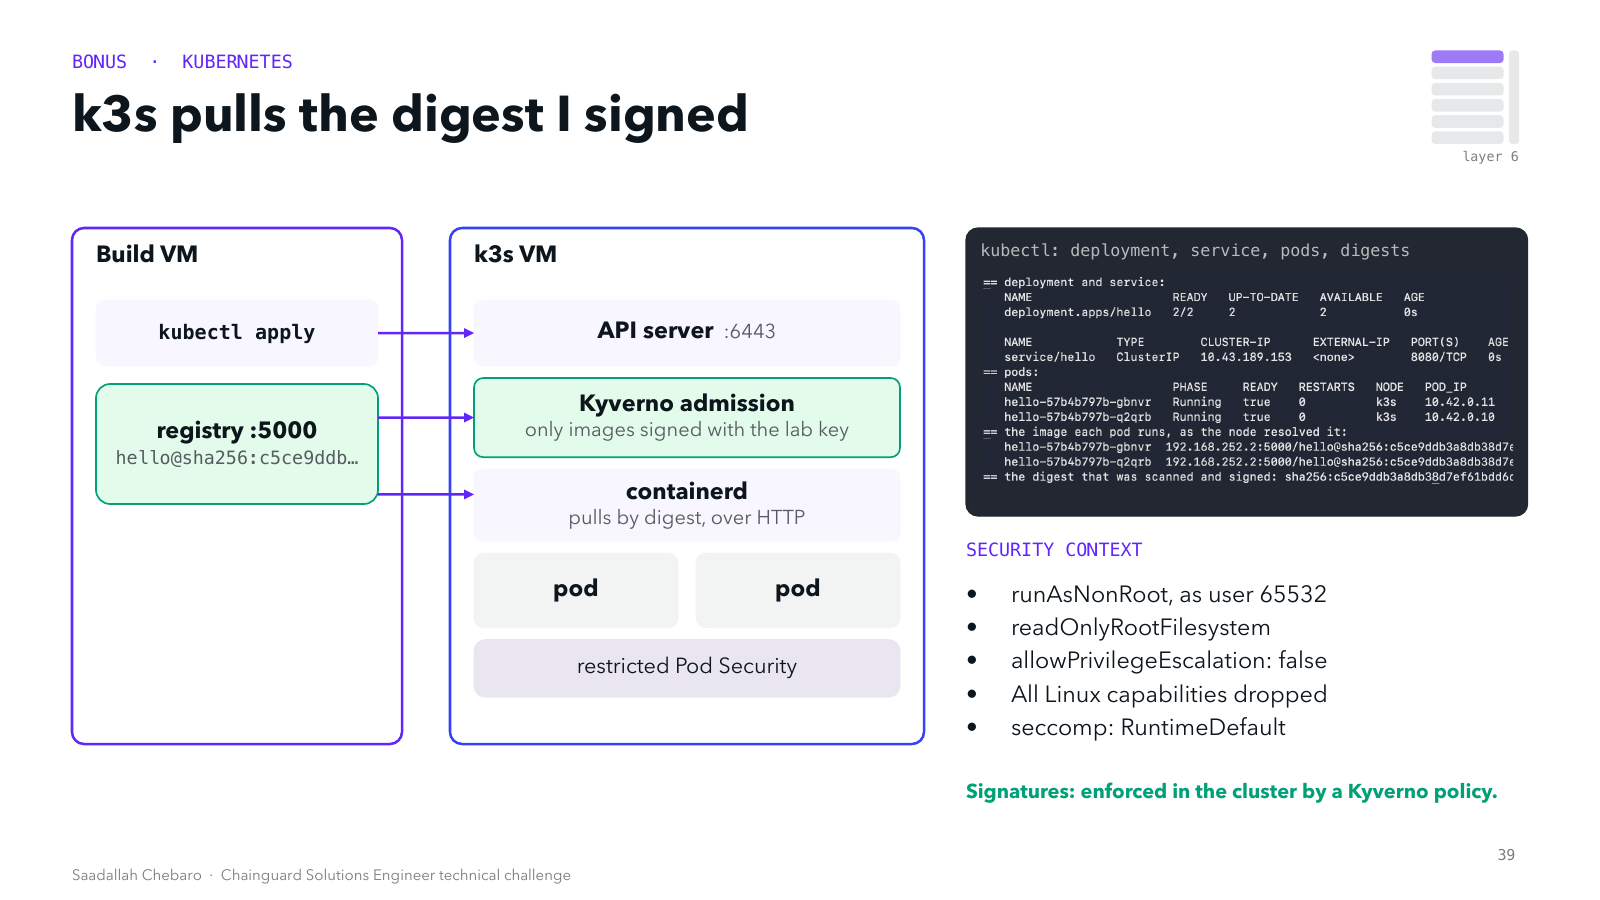 BONUS · KUBERNETES
k3s pulls the digest I signed
layer 6
Build VM
kubectl apply
registry :5000
hello@sha256:c5ce9ddb…
k3s VM
API server :6443
Kyverno admission
only images signed with the lab key
containerd
pulls by digest, over HTTP
pod
pod
restricted Pod Security
kubectl: deployment, service, pods, digests
== deployment and service:
NAME READY UP-TO-DATE AVAILABLE AGE
deployment.apps/hello 2/2 2 2 0s
NAME TYPE CLUSTER-IP EXTERNAL-IP PORT(S) AGE
service/hello ClusterIP 10.43.189.153 <none> 8080/TCP 0s
== pods:
NAME PHASE READY RESTARTS NODE POD_IP
hello-57b4b797b-gbnvr Running true 0 k3s 10.42.0.11
hello-57b4b797b-q2qrb Running true 0 k3s 10.42.0.10
== the image each pod runs, as the node resolved it:
hello-57b4b797b-gbnvr 192.168.252.2:5000/hello@sha256:c5ce9ddb3a8db38d7e
hello-57b4b797b-q2qrb 192.168.252.2:5000/hello@sha256:c5ce9ddb3a8db38d7e
== the digest that was scanned and signed: sha256:c5ce9ddb3a8db38d7ef61bdd6c
SECURITY CONTEXT
• runAsNonRoot, as user 65532
• readOnlyRootFilesystem
• allowPrivilegeEscalation: false
• All Linux capabilities dropped
• seccomp: RuntimeDefault
Signatures: enforced in the cluster by a Kyverno policy.
39
Saadallah Chebaro · Chainguard Solutions Engineer technical challenge